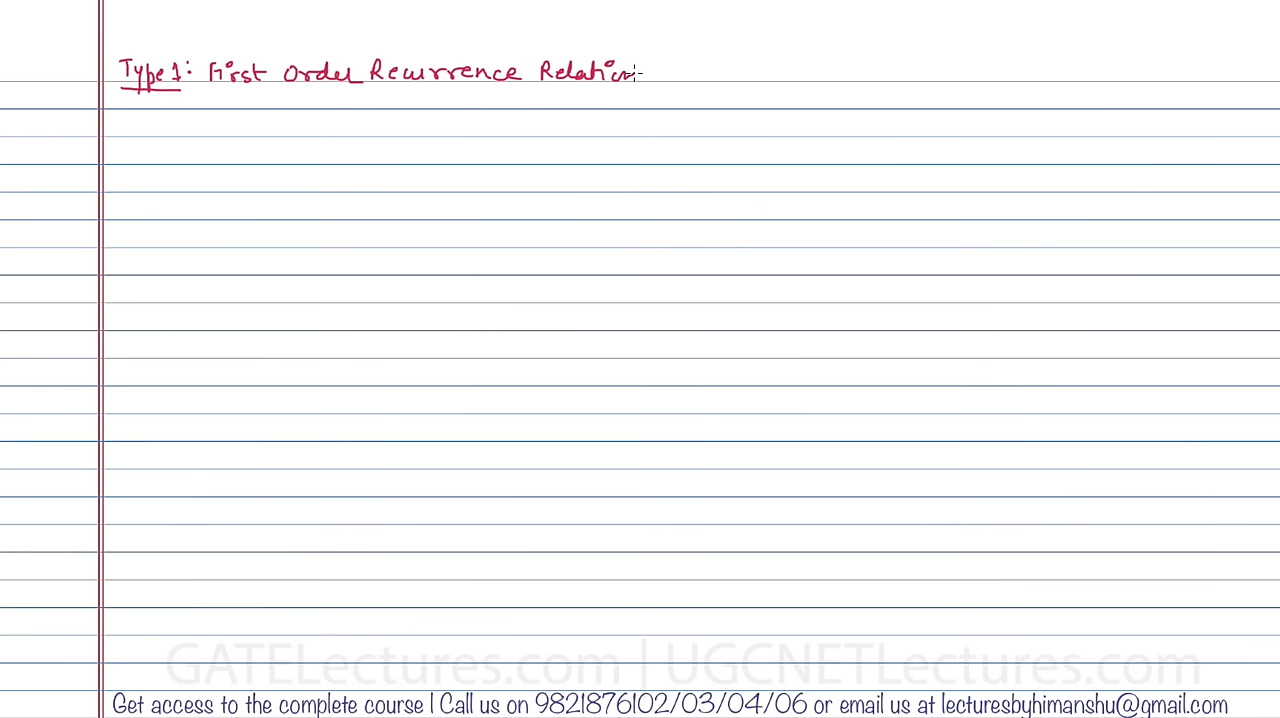 Type 1: First Order Recurrence Relation
GATELectures.com | UGCNETLectures.com
Get access to the complete course | Call us on 9821876102/03/04/06 or email us at lecturesbyhimanshu@gmail.com